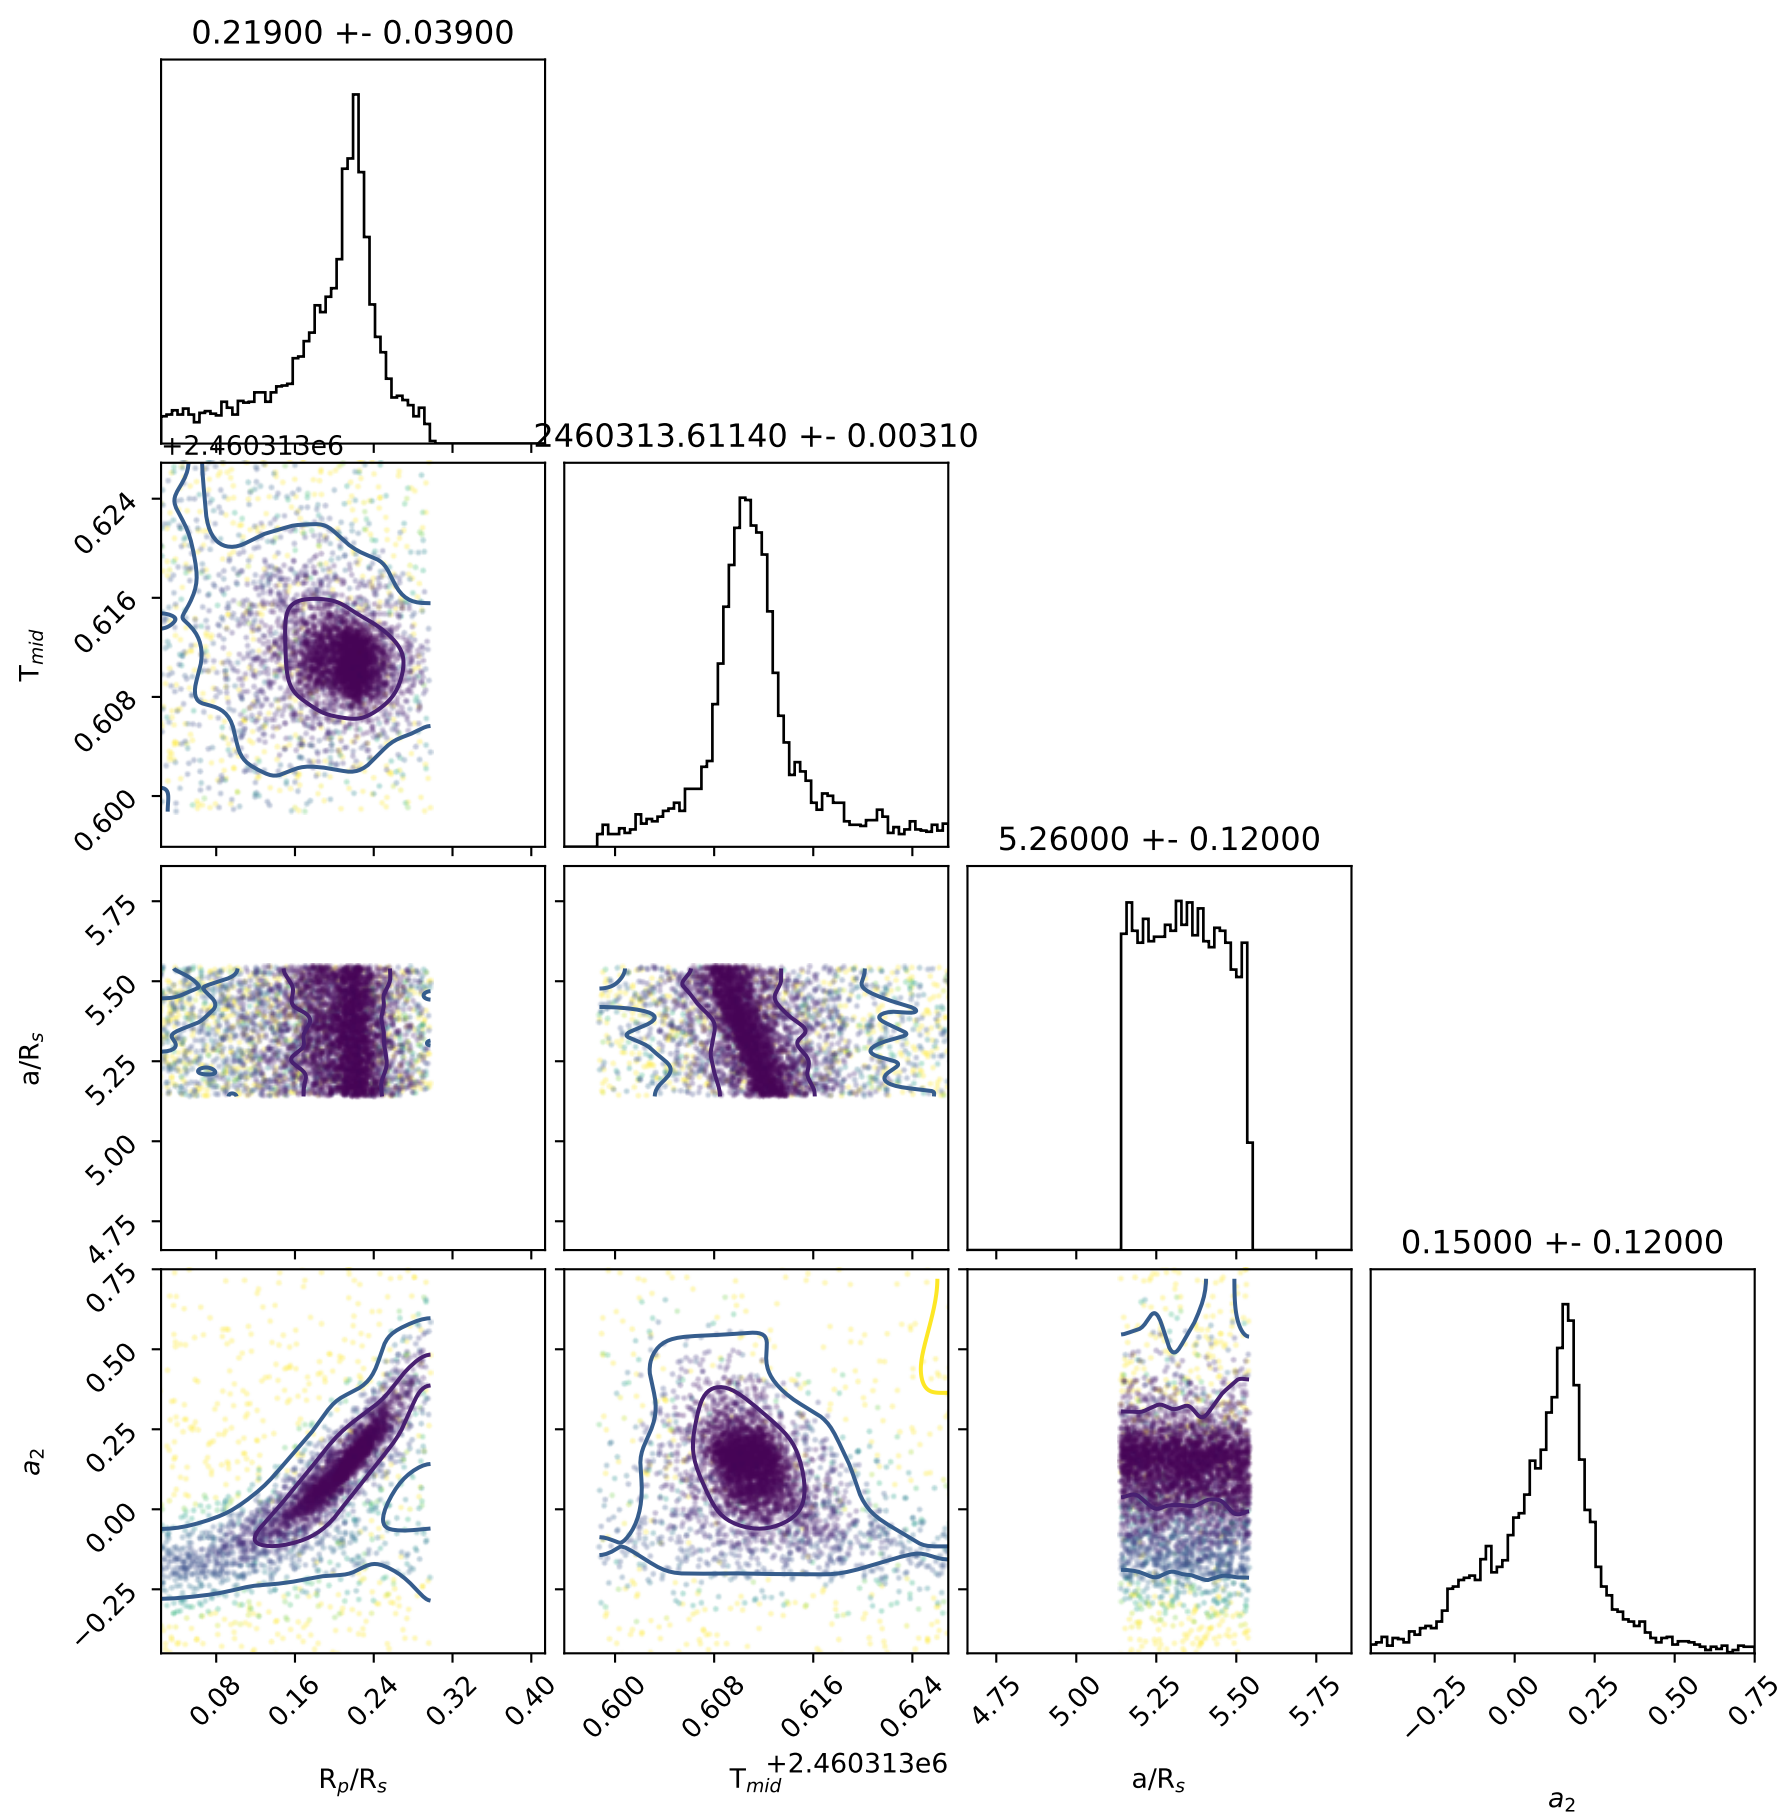 0.21900 +- 0.03900
+2.460313e6
2460313.61140 +- 0.00310
T_mid
0.624
0.616
0.608
0.600
5.26000 +- 0.12000
a/R_s
5.75
5.50
5.25
5.00
4.75
0.15000 +- 0.12000
a_2
0.75
0.50
0.25
0.00
−0.25
0.08 0.16 0.24 0.32 0.40
0.600 0.608 0.616 0.624
4.75 5.00 5.25 5.50 5.75
−0.25 0.00 0.25 0.50 0.75
+2.460313e6
R_p/R_s
T_mid
a/R_s
a_2